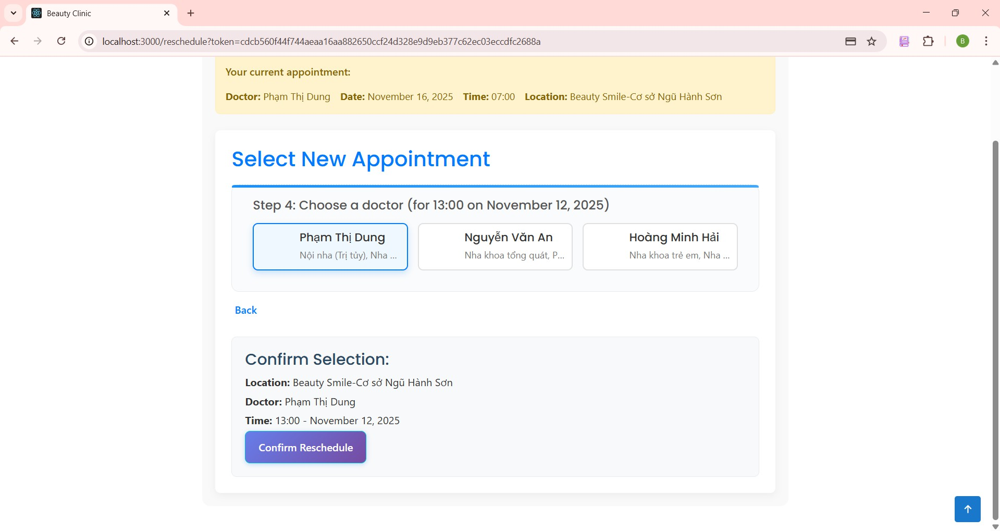 Beauty Clinic
localhost:3000/reschedule?token=cdcb560f44f744aeaa16aa882650ccf24d328e9d9eb377c62ec03eccdfc2688a
B
Your current appointment:
Doctor: Phạm Thị Dung Date: November 16, 2025 Time: 07:00 Location: Beauty Smile-Cơ sở Ngũ Hành Sơn
Select New Appointment
Step 4: Choose a doctor (for 13:00 on November 12, 2025)
Phạm Thị Dung
Nội nha (Trị tủy), Nha ...
Nguyễn Văn An
Nha khoa tổng quát, P...
Hoàng Minh Hải
Nha khoa trẻ em, Nha ...
Back
Confirm Selection:
Location: Beauty Smile-Cơ sở Ngũ Hành Sơn
Doctor: Phạm Thị Dung
Time: 13:00 - November 12, 2025
Confirm Reschedule